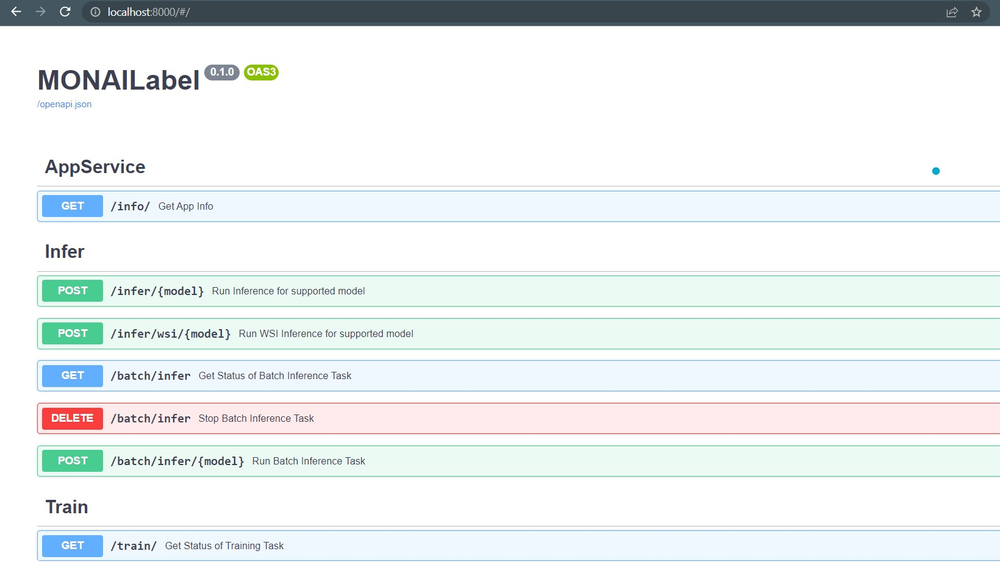 localhost:8000/#/
MONAILabel 0.1.0 OAS3
/openapi.json
AppService
GET /info/ Get App Info
Infer
POST /infer/{model} Run Inference for supported model
POST /infer/wsi/{model} Run WSI Inference for supported model
GET /batch/infer Get Status of Batch Inference Task
DELETE /batch/infer Stop Batch Inference Task
POST /batch/infer/{model} Run Batch Inference Task
Train
GET /train/ Get Status of Training Task